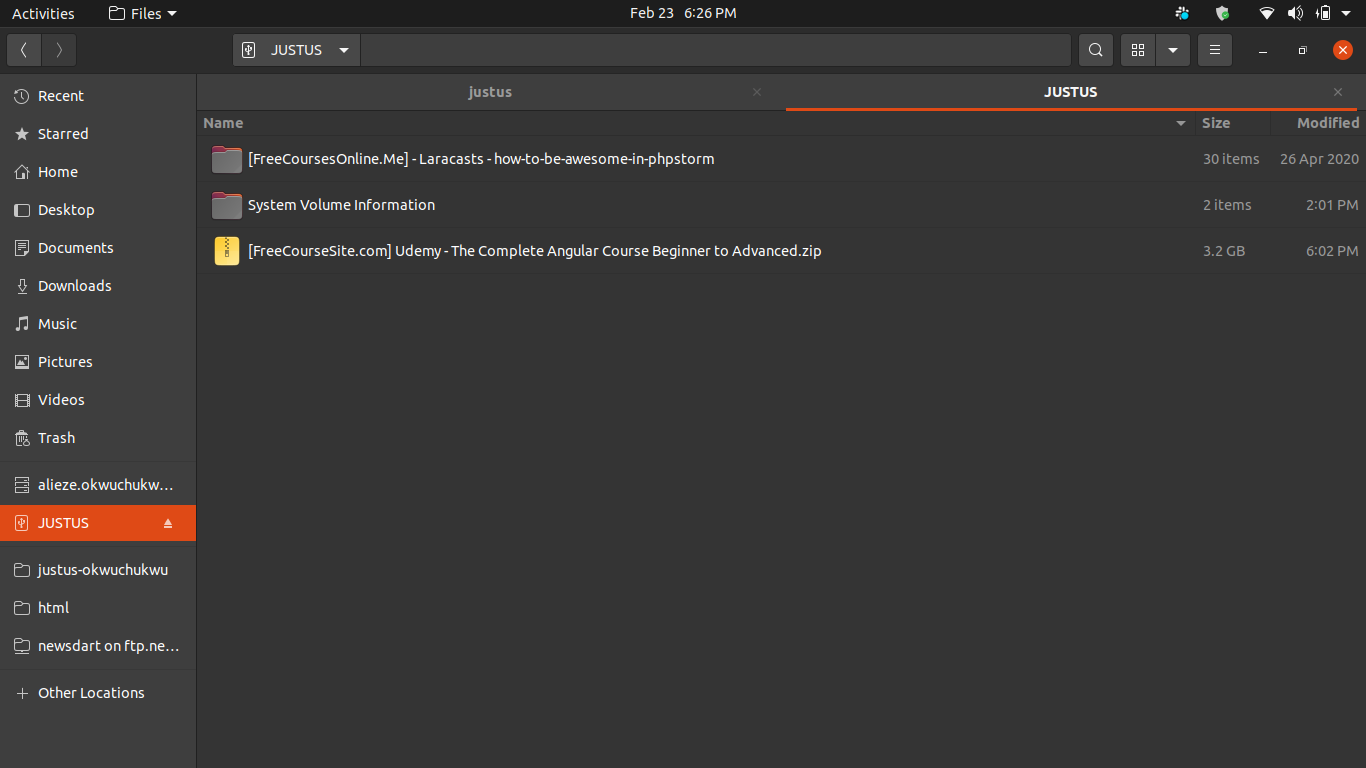 Activities Files Feb 23 6:26 PM
JUSTUS
Recent
Starred
Home
Desktop
Documents
Downloads
Music
Pictures
Videos
Trash
alieze.okwuchukw…
JUSTUS
justus-okwuchukwu
html
newsdart on ftp.ne…
Other Locations
justus JUSTUS
Name Size Modified
[FreeCoursesOnline.Me] - Laracasts - how-to-be-awesome-in-phpstorm 30 items 26 Apr 2020
System Volume Information 2 items 2:01 PM
[FreeCourseSite.com] Udemy - The Complete Angular Course Beginner to Advanced.zip 3.2 GB 6:02 PM